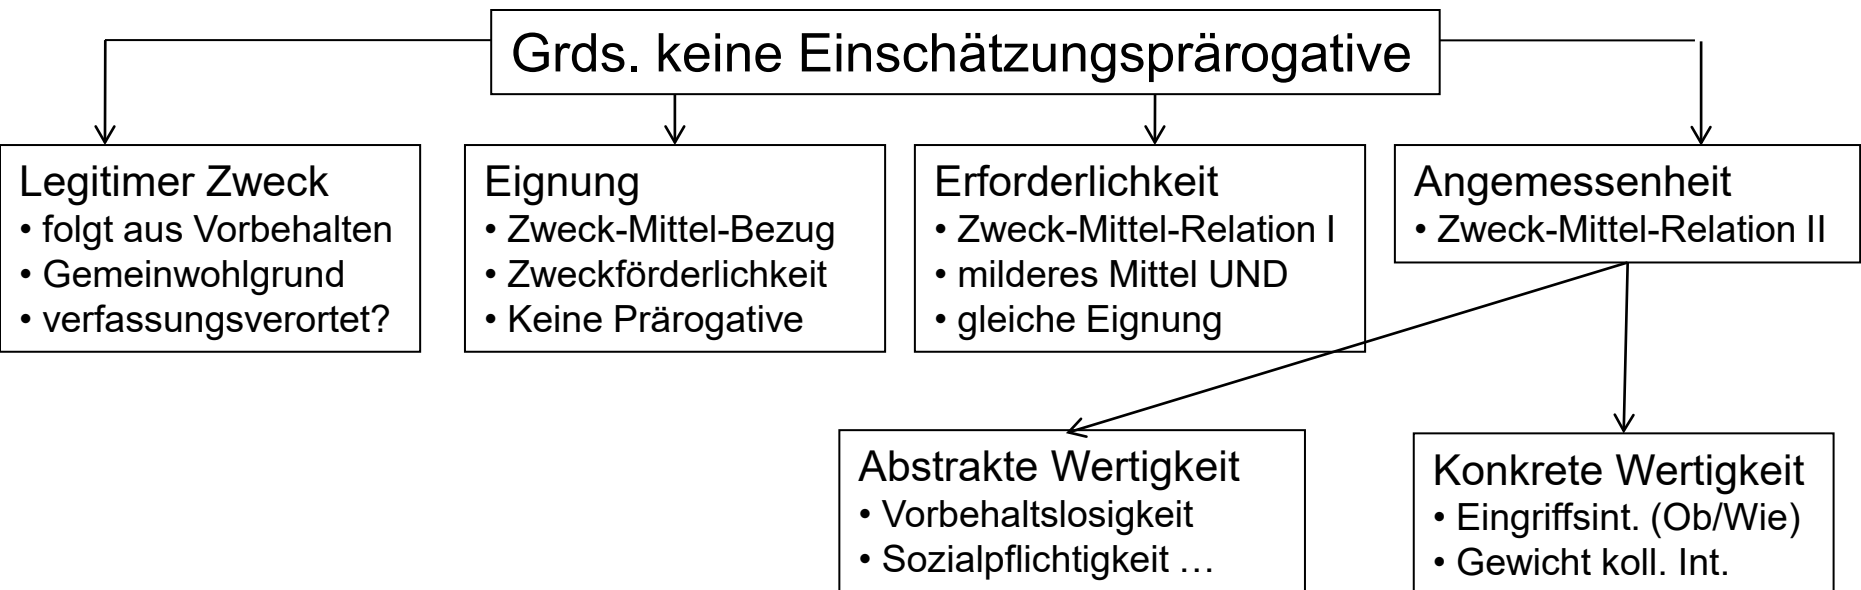 Grds. keine Einschätzungsprärogative
Legitimer Zweck
• folgt aus Vorbehalten
• Gemeinwohlgrund
• verfassungsverortet?
Eignung
• Zweck-Mittel-Bezug
• Zweckförderlichkeit
• Keine Prärogative
Erforderlichkeit
• Zweck-Mittel-Relation I
• milderes Mittel UND
• gleiche Eignung
Angemessenheit
• Zweck-Mittel-Relation II
Abstrakte Wertigkeit
• Vorbehaltslosigkeit
• Sozialpflichtigkeit …
Konkrete Wertigkeit
• Eingriffsint. (Ob/Wie)
• Gewicht koll. Int.